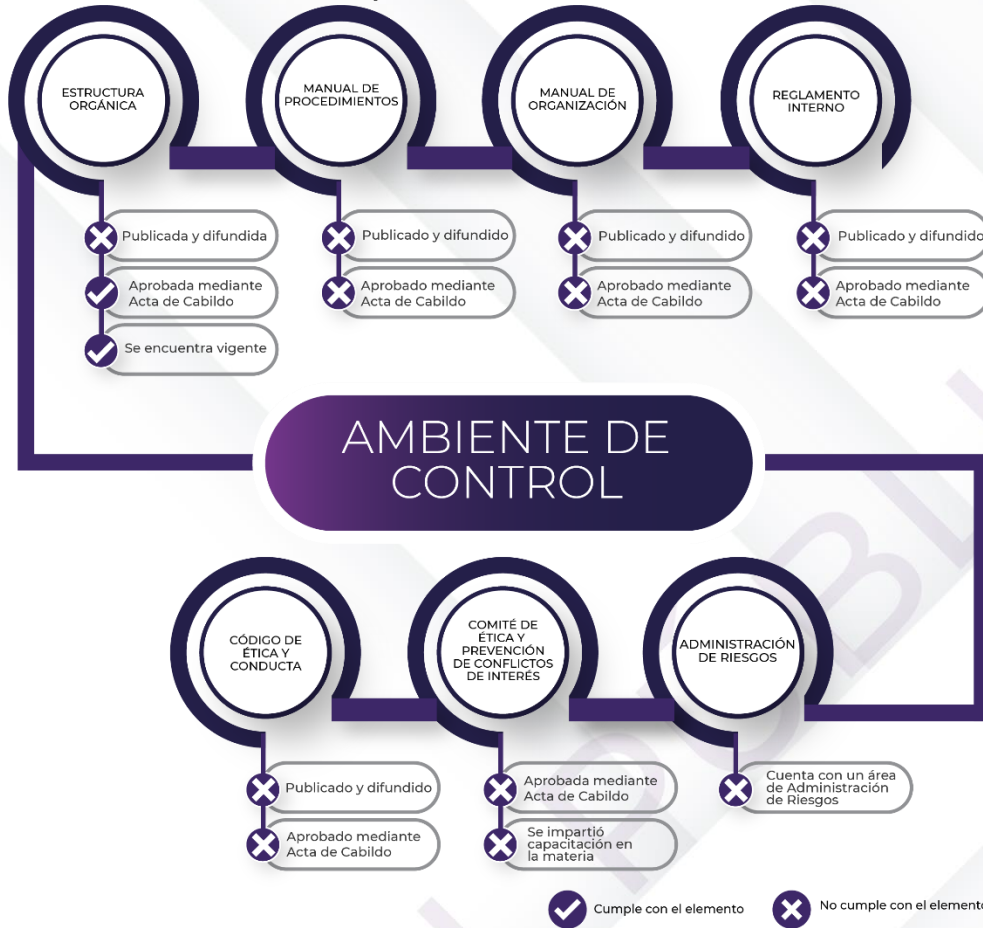 ESTRUCTURA
ORGÁNICA
MANUAL DE
PROCEDIMIENTOS
MANUAL DE
ORGANIZACIÓN
REGLAMENTO
INTERNO
Publicada y difundida
Aprobada mediante
Acta de Cabildo
Se encuentra vigente
Publicado y difundido
Aprobado mediante
Acta de Cabildo
Publicado y difundido
Aprobado mediante
Acta de Cabildo
Publicado y difundido
Aprobado mediante
Acta de Cabildo
AMBIENTE DE
CONTROL
CÓDIGO DE
ÉTICA Y
CONDUCTA
COMITÉ DE
ÉTICA Y
PREVENCIÓN
DE CONFLICTOS
DE INTERÉS
ADMINISTRACIÓN
DE RIESGOS
Publicado y difundido
Aprobado mediante
Acta de Cabildo
Aprobada mediante
Acta de Cabildo
Se impartió
capacitación en
la materia
Cuenta con un área
de Administración
de Riesgos
Cumple con el elemento
No cumple con el elemento